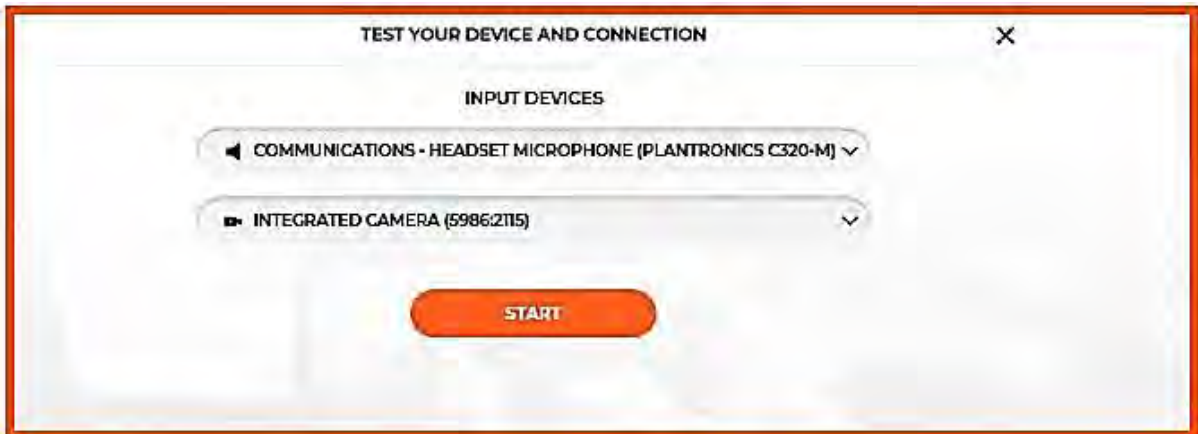 TEST YOUR DEVICE AND CONNECTION
INPUT DEVICES
COMMUNICATIONS - HEADSET MICROPHONE (PLANTRONICS C320-M)
INTEGRATED CAMERA (5986:2115)
START